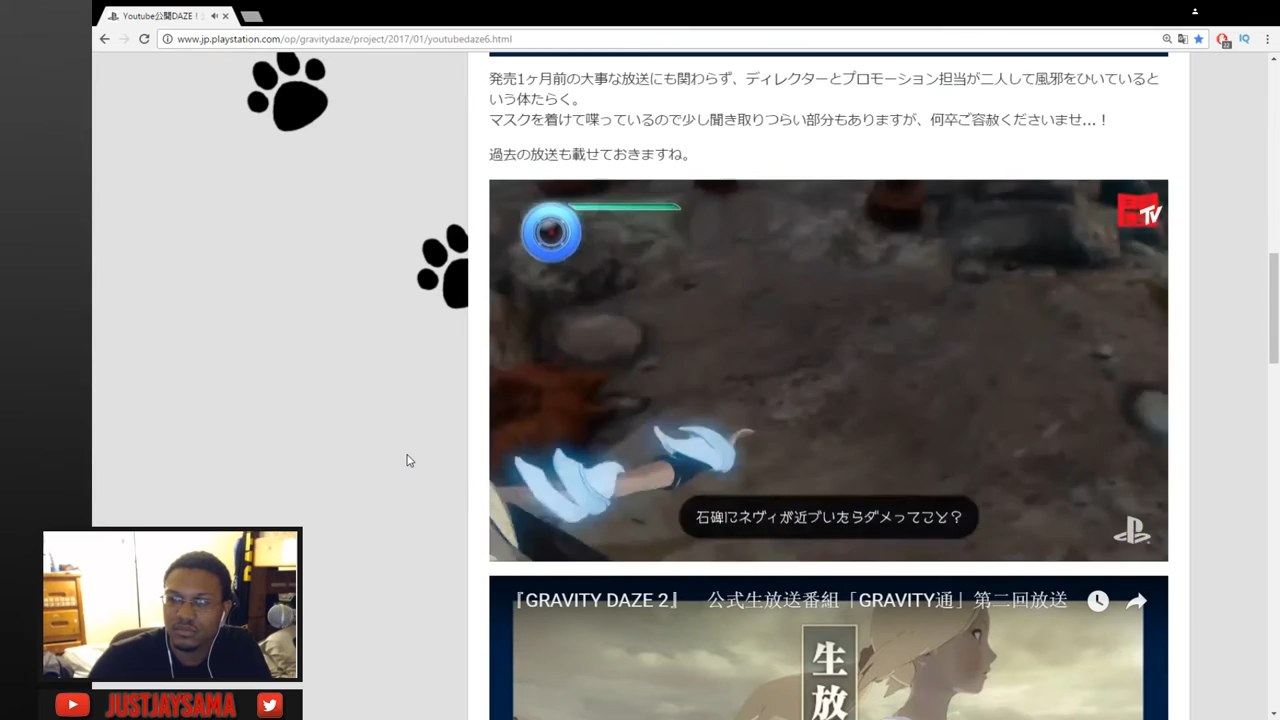 Youtube公開DAZE！
www.jp.playstation.com/op/gravitydaze/project/2017/01/youtubedaze6.html
22
発売1ヶ月前の大事な放送にも関わらず、ディレクターとプロモーション担当が二人して風邪をひいていると
いう体たらく。
マスクを着けて喋っているので少し聞き取りつらい部分もありますが、何卒ご容赦くださいませ...！
過去の放送も載せておきますね。
TV
石碑にネヴィが近づいたらダメってこと？
『GRAVITY DAZE 2』 公式生放送番組「GRAVITY通」第二回放送
生放
JUSTJAYSAMA